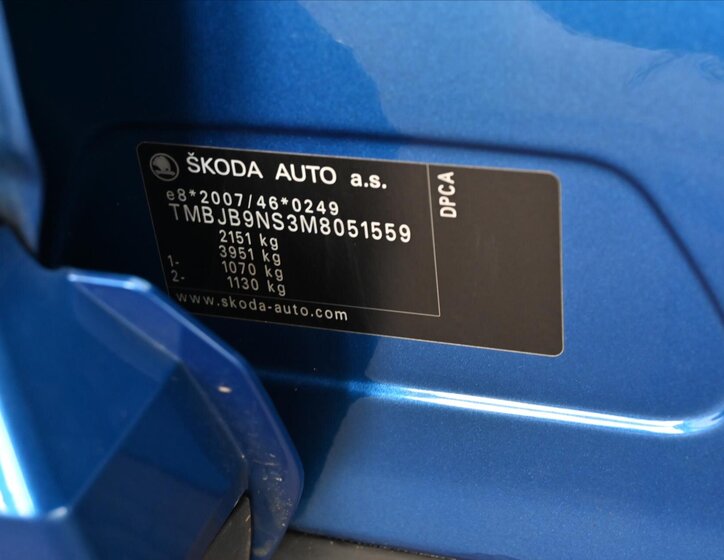 ŠKODA AUTO a.s.
e8*2007/46*0249
TMBJB9NS3M8051559
2151 kg
3951 kg
1- 1070 kg
2- 1130 kg
www.skoda-auto.com
DPCA